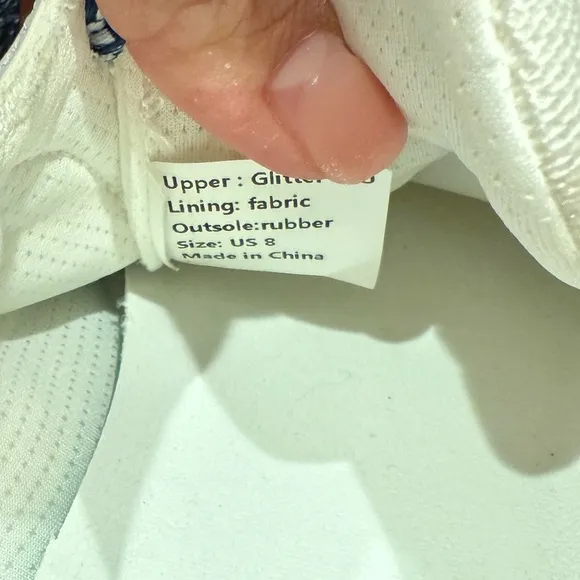 Upper : Glitter
Lining: fabric
Outsole:rubber
Size: US 8
Made in China